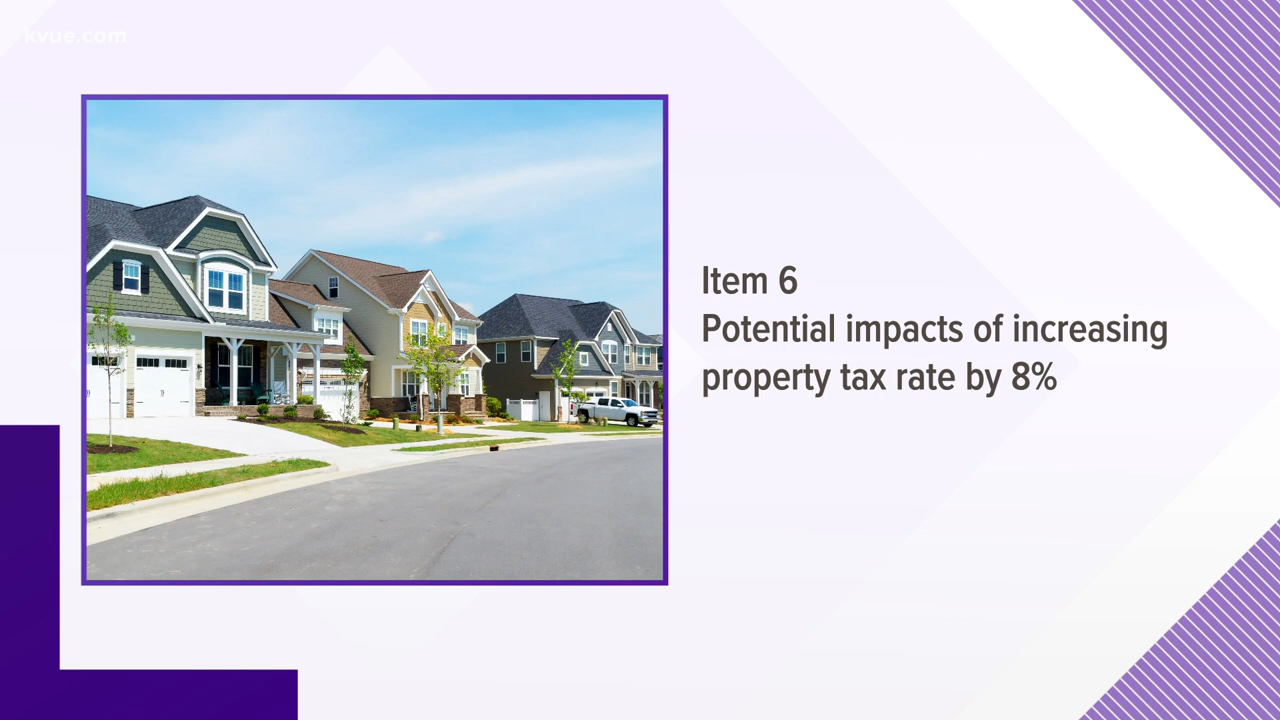 kvue.com
Item 6
Potential impacts of increasing
property tax rate by 8%